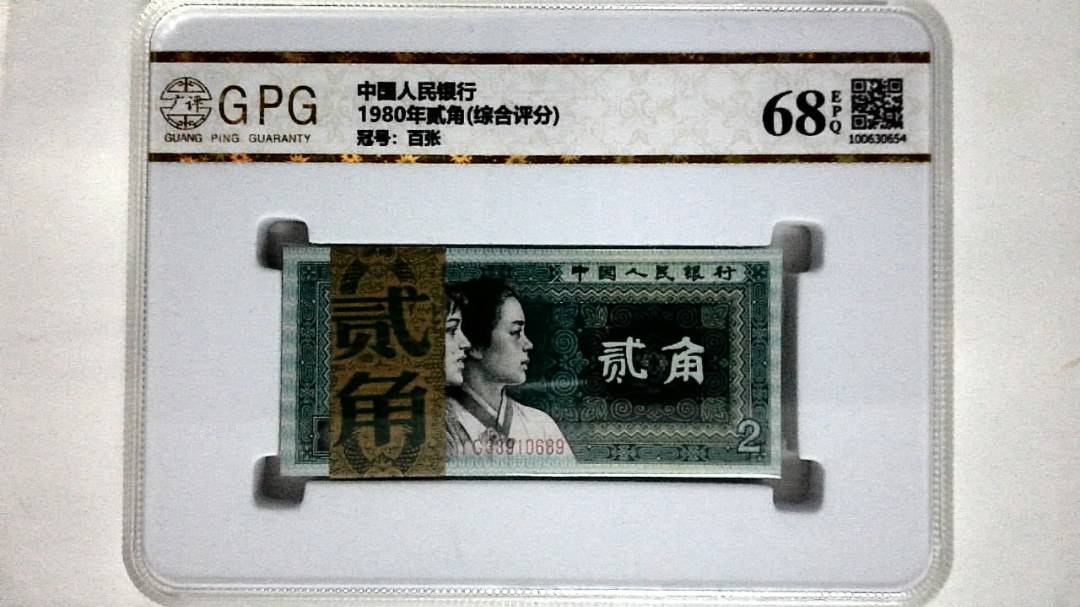 GPG
GUANG PING GUARANTY
中国人民银行
1980年贰角(综合评分)
冠号: 百张
68
EPQ
100630654
中国人民银行
贰角
贰角
YC33910689
2